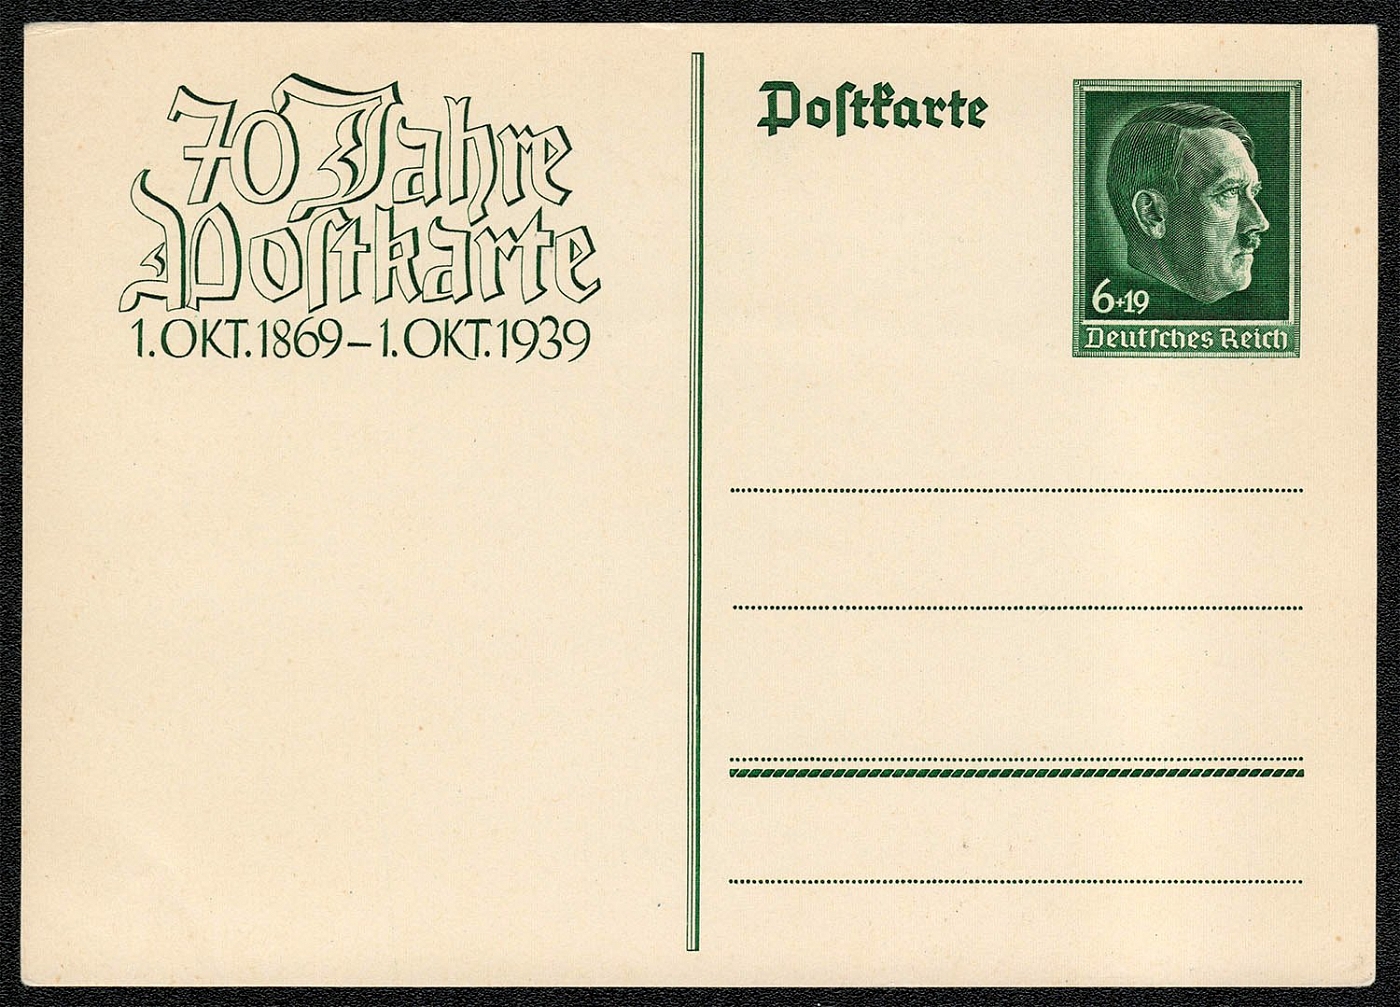 70 Jahre
Postkarte
1. OKT. 1869 – 1. OKT. 1939
Poſtkarte
6+19
Deutſches Reich